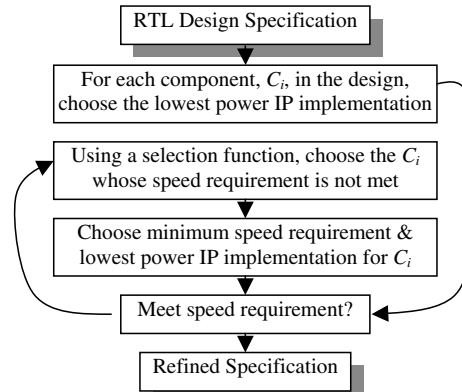 RTL Design Specification
For each component, Cᵢ, in the design,
choose the lowest power IP implementation
Using a selection function, choose the Cᵢ
whose speed requirement is not met
Choose minimum speed requirement &
lowest power IP implementation for Cᵢ
Meet speed requirement?
Refined Specification